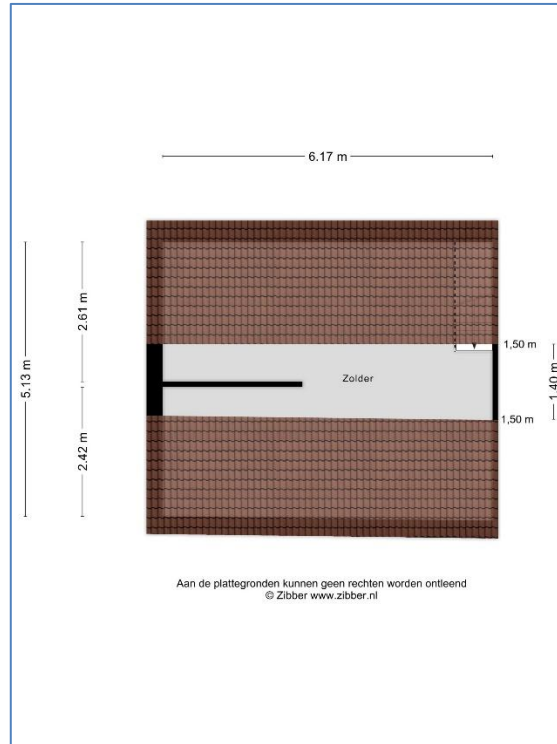 6.17 m
2.61 m
5.13 m
1,50 m
Zolder
1.40 m
1,50 m
2.42 m
Aan de plattegronden kunnen geen rechten worden ontleend
© Zibber www.zibber.nl